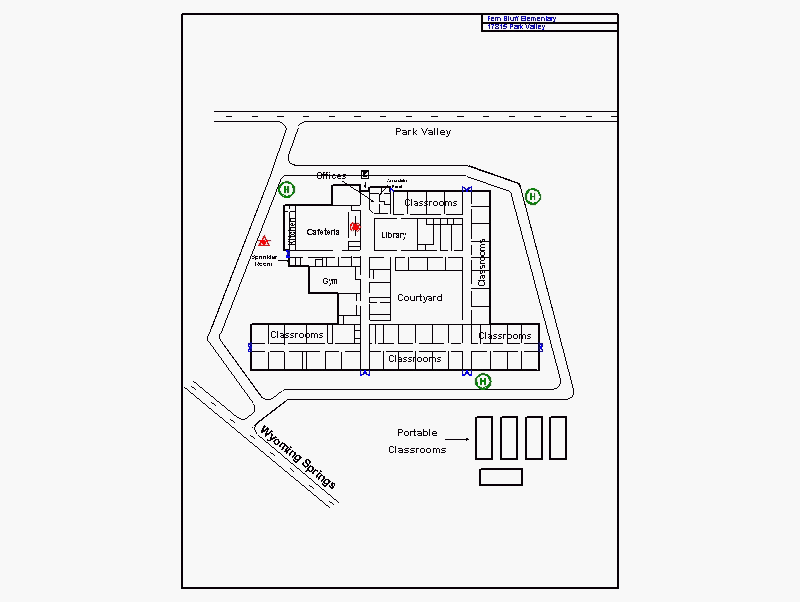 Fern Bluff Elementary
17815 Park Valley
Park Valley
Offices
H
H
Classrooms
Kitchen
Cafeteria
Library
Sprinkler
Room
Classrooms
Gym
Courtyard
Classrooms
Classrooms
Classrooms
H
Portable
Classrooms
Wyoming Springs